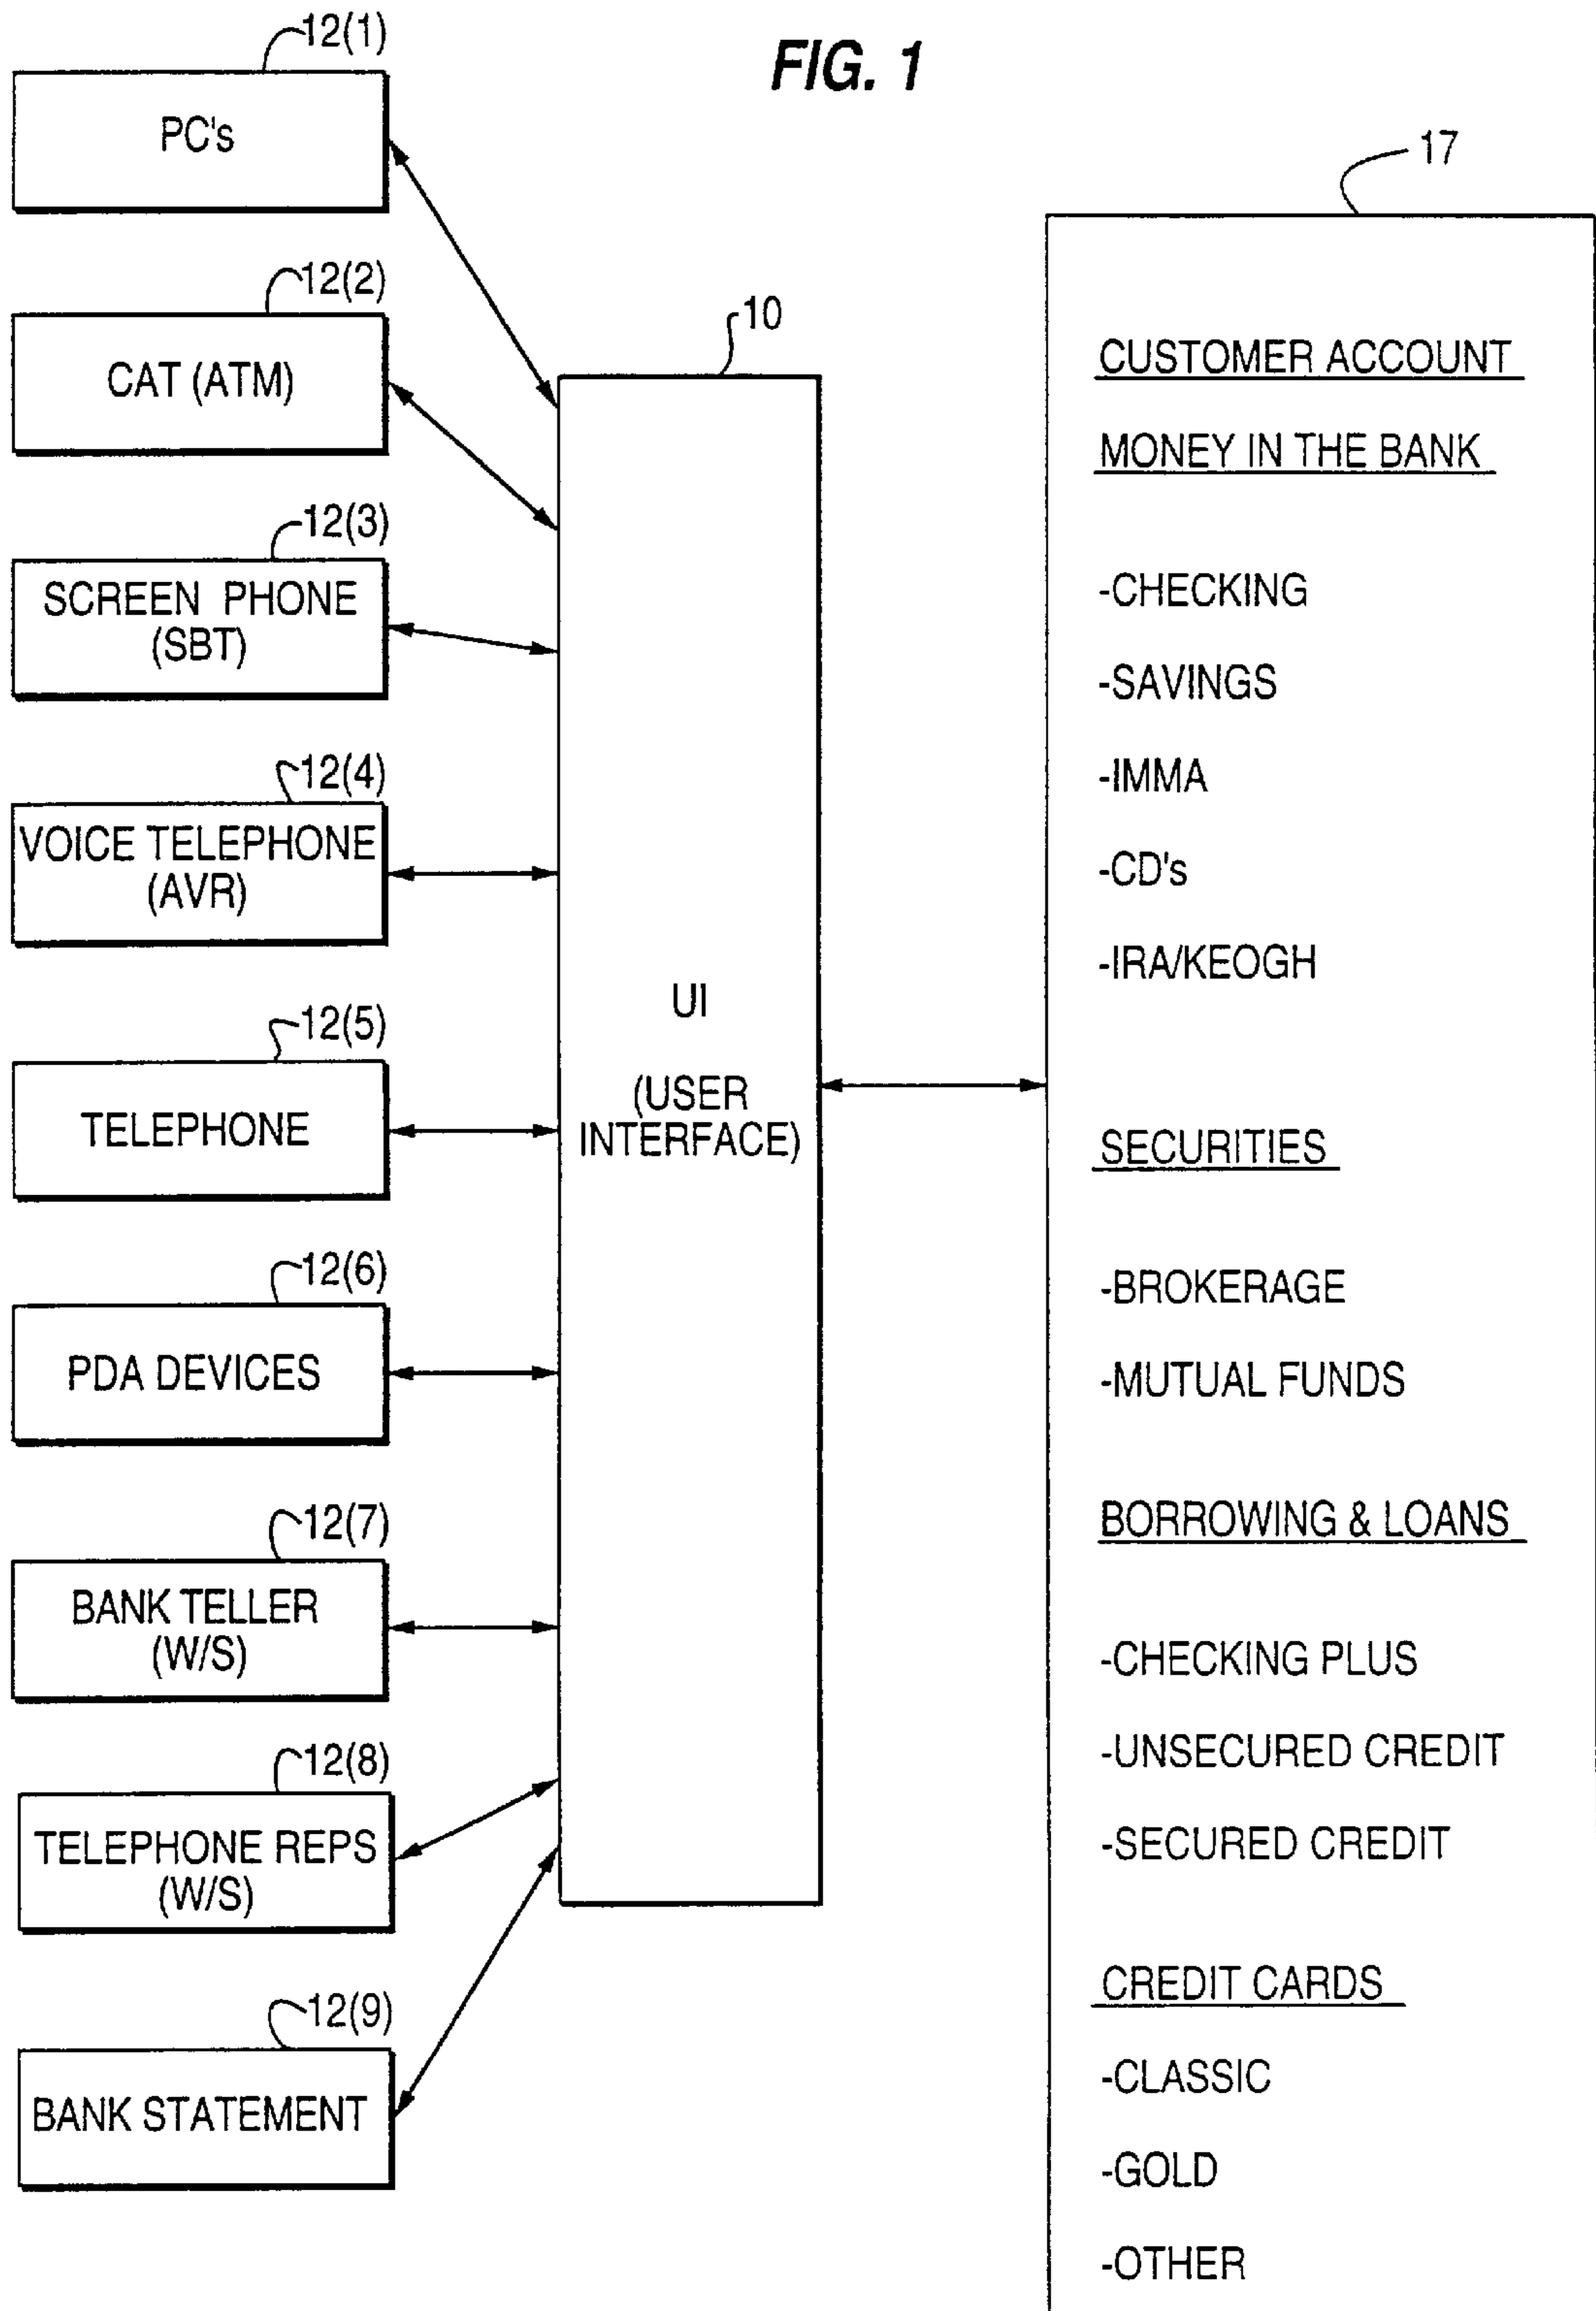 FIG. 1
12(1)
PC's
12(2)
CAT (ATM)
12(3)
SCREEN PHONE
(SBT)
12(4)
VOICE TELEPHONE
(AVR)
12(5)
TELEPHONE
12(6)
PDA DEVICES
12(7)
BANK TELLER
(W/S)
12(8)
TELEPHONE REPS
(W/S)
12(9)
BANK STATEMENT
10
UI
(USER
INTERFACE)
17
CUSTOMER ACCOUNT
MONEY IN THE BANK
-CHECKING
-SAVINGS
-IMMA
-CD's
-IRA/KEOGH
SECURITIES
-BROKERAGE
-MUTUAL FUNDS
BORROWING & LOANS
-CHECKING PLUS
-UNSECURED CREDIT
-SECURED CREDIT
CREDIT CARDS
-CLASSIC
-GOLD
-OTHER